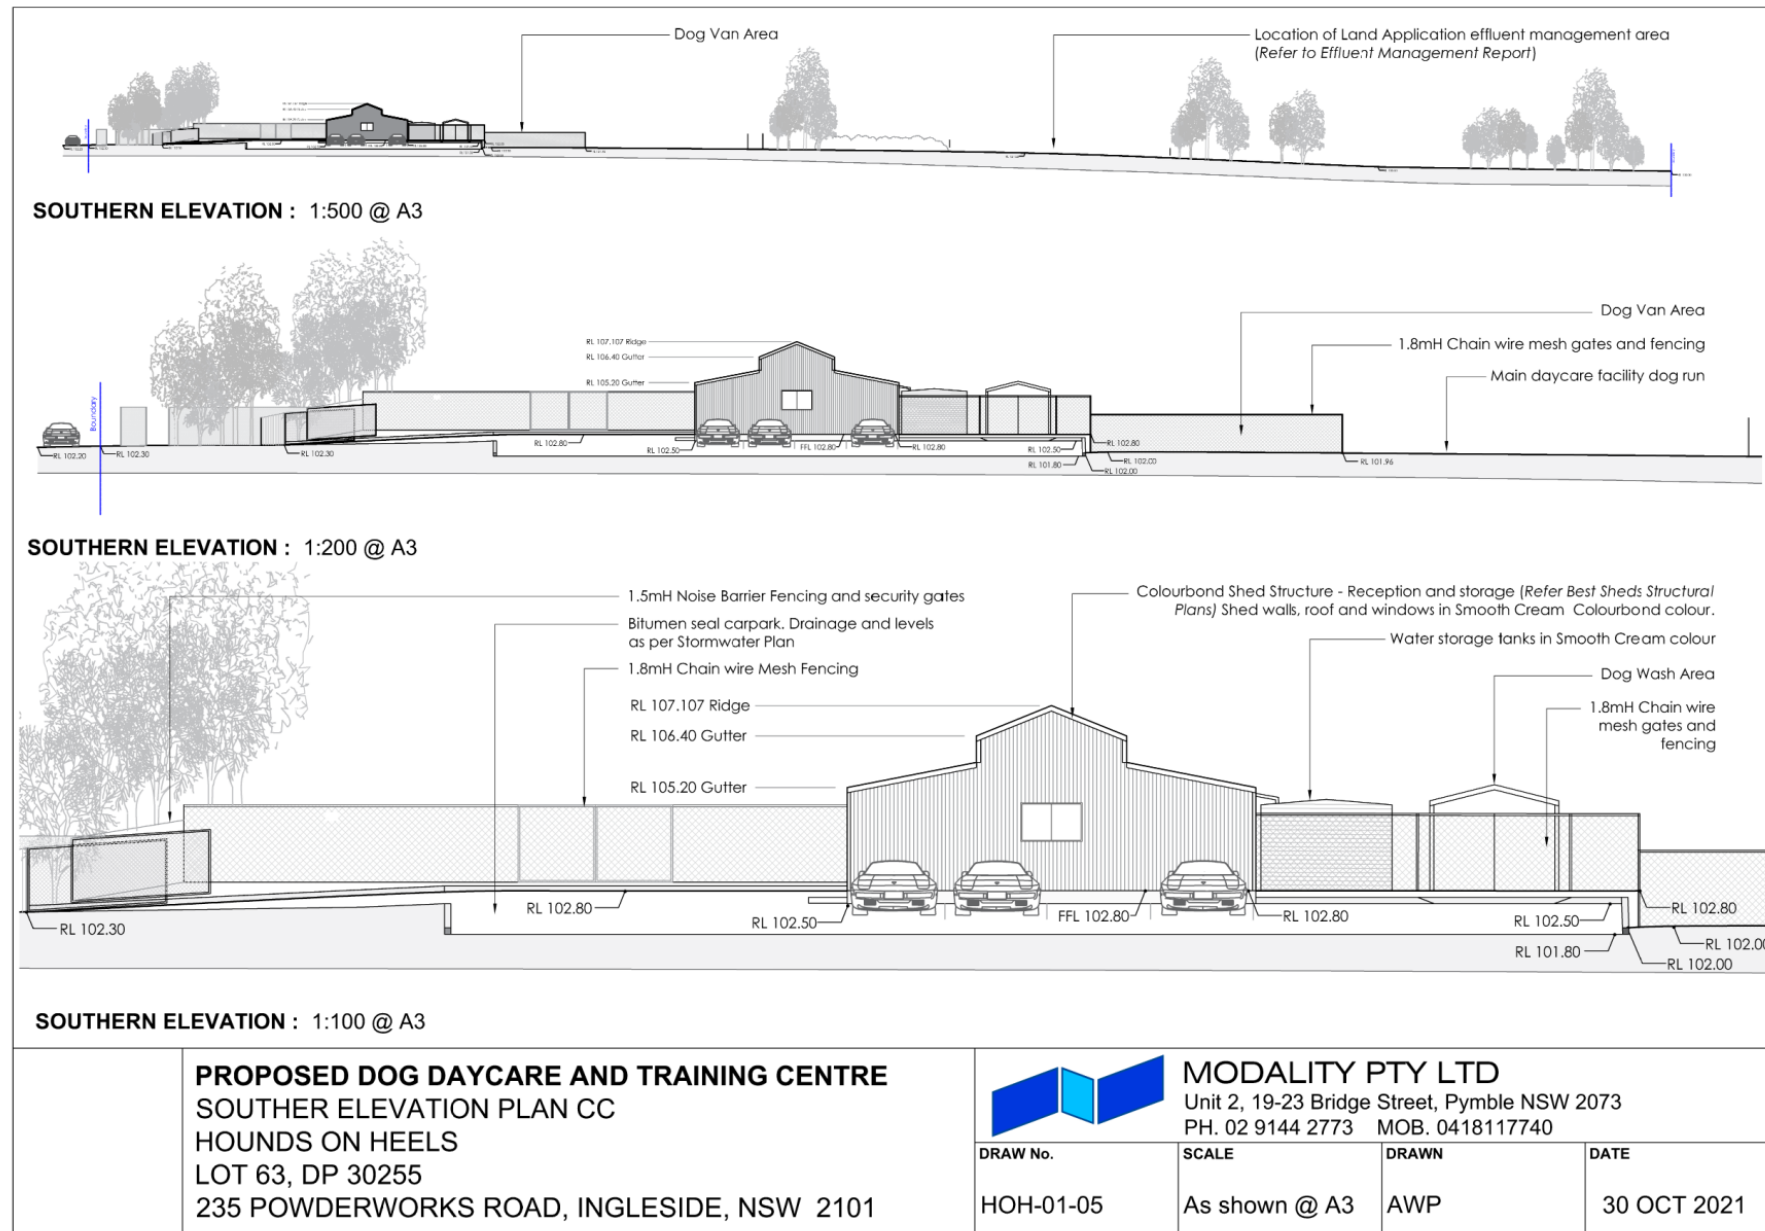 Dog Van Area
Location of Land Application effluent management area
(Refer to Effluent Management Report)
SOUTHERN ELEVATION : 1:500 @ A3
Dog Van Area
1.8mH Chain wire mesh gates and fencing
Main daycare facility dog run
RL 107.107 Ridge
RL 106.40 Gutter
RL 105.20 Gutter
Boundary
RL 102.20
RL 102.30
RL 102.30
RL 102.80
RL 102.50
FFL 102.80
RL 102.80
RL 102.50
RL 101.80
RL 102.80
RL 102.00
RL 102.00
RL 101.96
SOUTHERN ELEVATION : 1:200 @ A3
1.5mH Noise Barrier Fencing and security gates
Bitumen seal carpark. Drainage and levels
as per Stormwater Plan
1.8mH Chain wire Mesh Fencing
RL 107.107 Ridge
RL 106.40 Gutter
RL 105.20 Gutter
Colourbond Shed Structure - Reception and storage (Refer Best Sheds Structural
Plans) Shed walls, roof and windows in Smooth Cream Colourbond colour.
Water storage tanks in Smooth Cream colour
Dog Wash Area
1.8mH Chain wire
mesh gates and
fencing
RL 102.30
RL 102.80
RL 102.50
FFL 102.80
RL 102.80
RL 102.50
RL 101.80
RL 102.80
RL 102.00
RL 102.00
SOUTHERN ELEVATION : 1:100 @ A3
PROPOSED DOG DAYCARE AND TRAINING CENTRE
SOUTHER ELEVATION PLAN CC
HOUNDS ON HEELS
LOT 63, DP 30255
235 POWDERWORKS ROAD, INGLESIDE, NSW 2101
MODALITY PTY LTD
Unit 2, 19-23 Bridge Street, Pymble NSW 2073
PH. 02 9144 2773 MOB. 0418117740
DRAW No. SCALE DRAWN DATE
HOH-01-05 As shown @ A3 AWP 30 OCT 2021